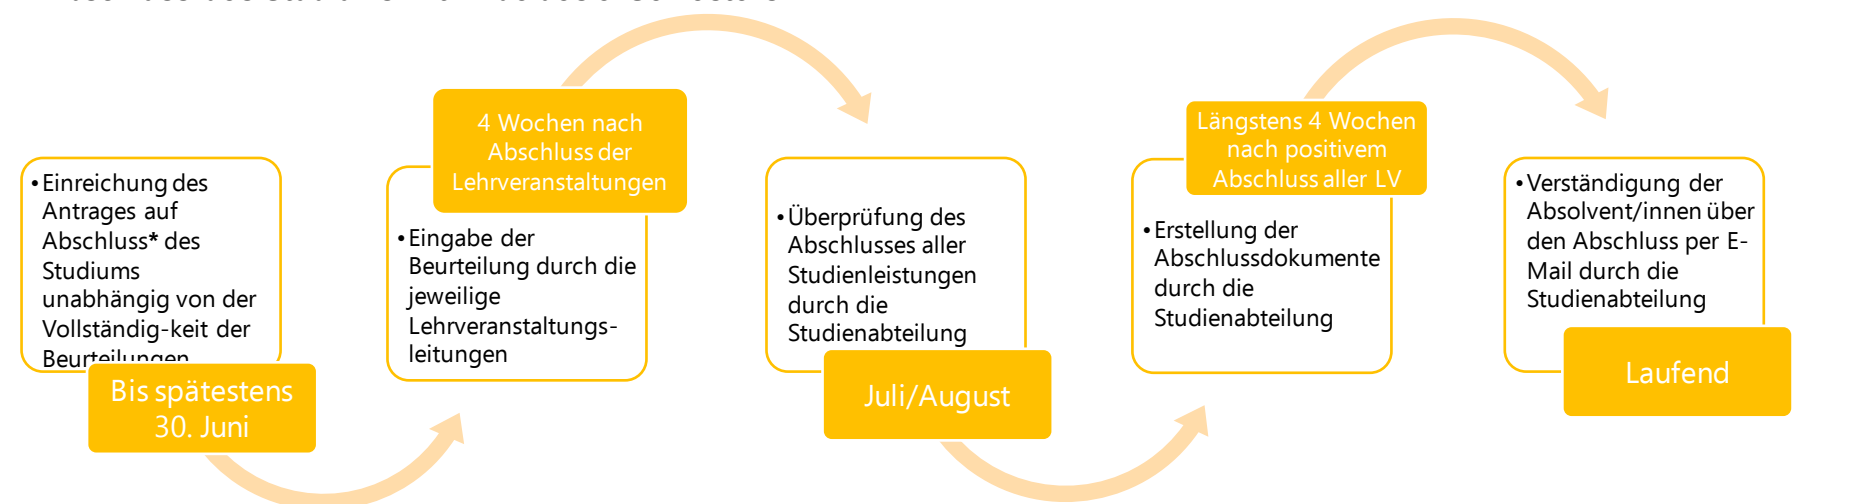 •Einreichung des
Antrages auf
Abschluss* des
Studiums
unabhängig von der
Vollständig-keit der
Beurteilungen
Bis spätestens
30. Juni
4 Wochen nach
Abschluss der
Lehrveranstaltungen
•Eingabe der
Beurteilung durch die
jeweilige
Lehrveranstaltungs-
leitungen
•Überprüfung des
Abschlusses aller
Studienleistungen
durch die
Studienabteilung
Juli/August
Längstens 4 Wochen
nach positivem
Abschluss aller LV
•Erstellung der
Abschlussdokumente
durch die
Studienabteilung
•Verständigung der
Absolvent/innen über
den Abschluss per E-
Mail durch die
Studienabteilung
Laufend